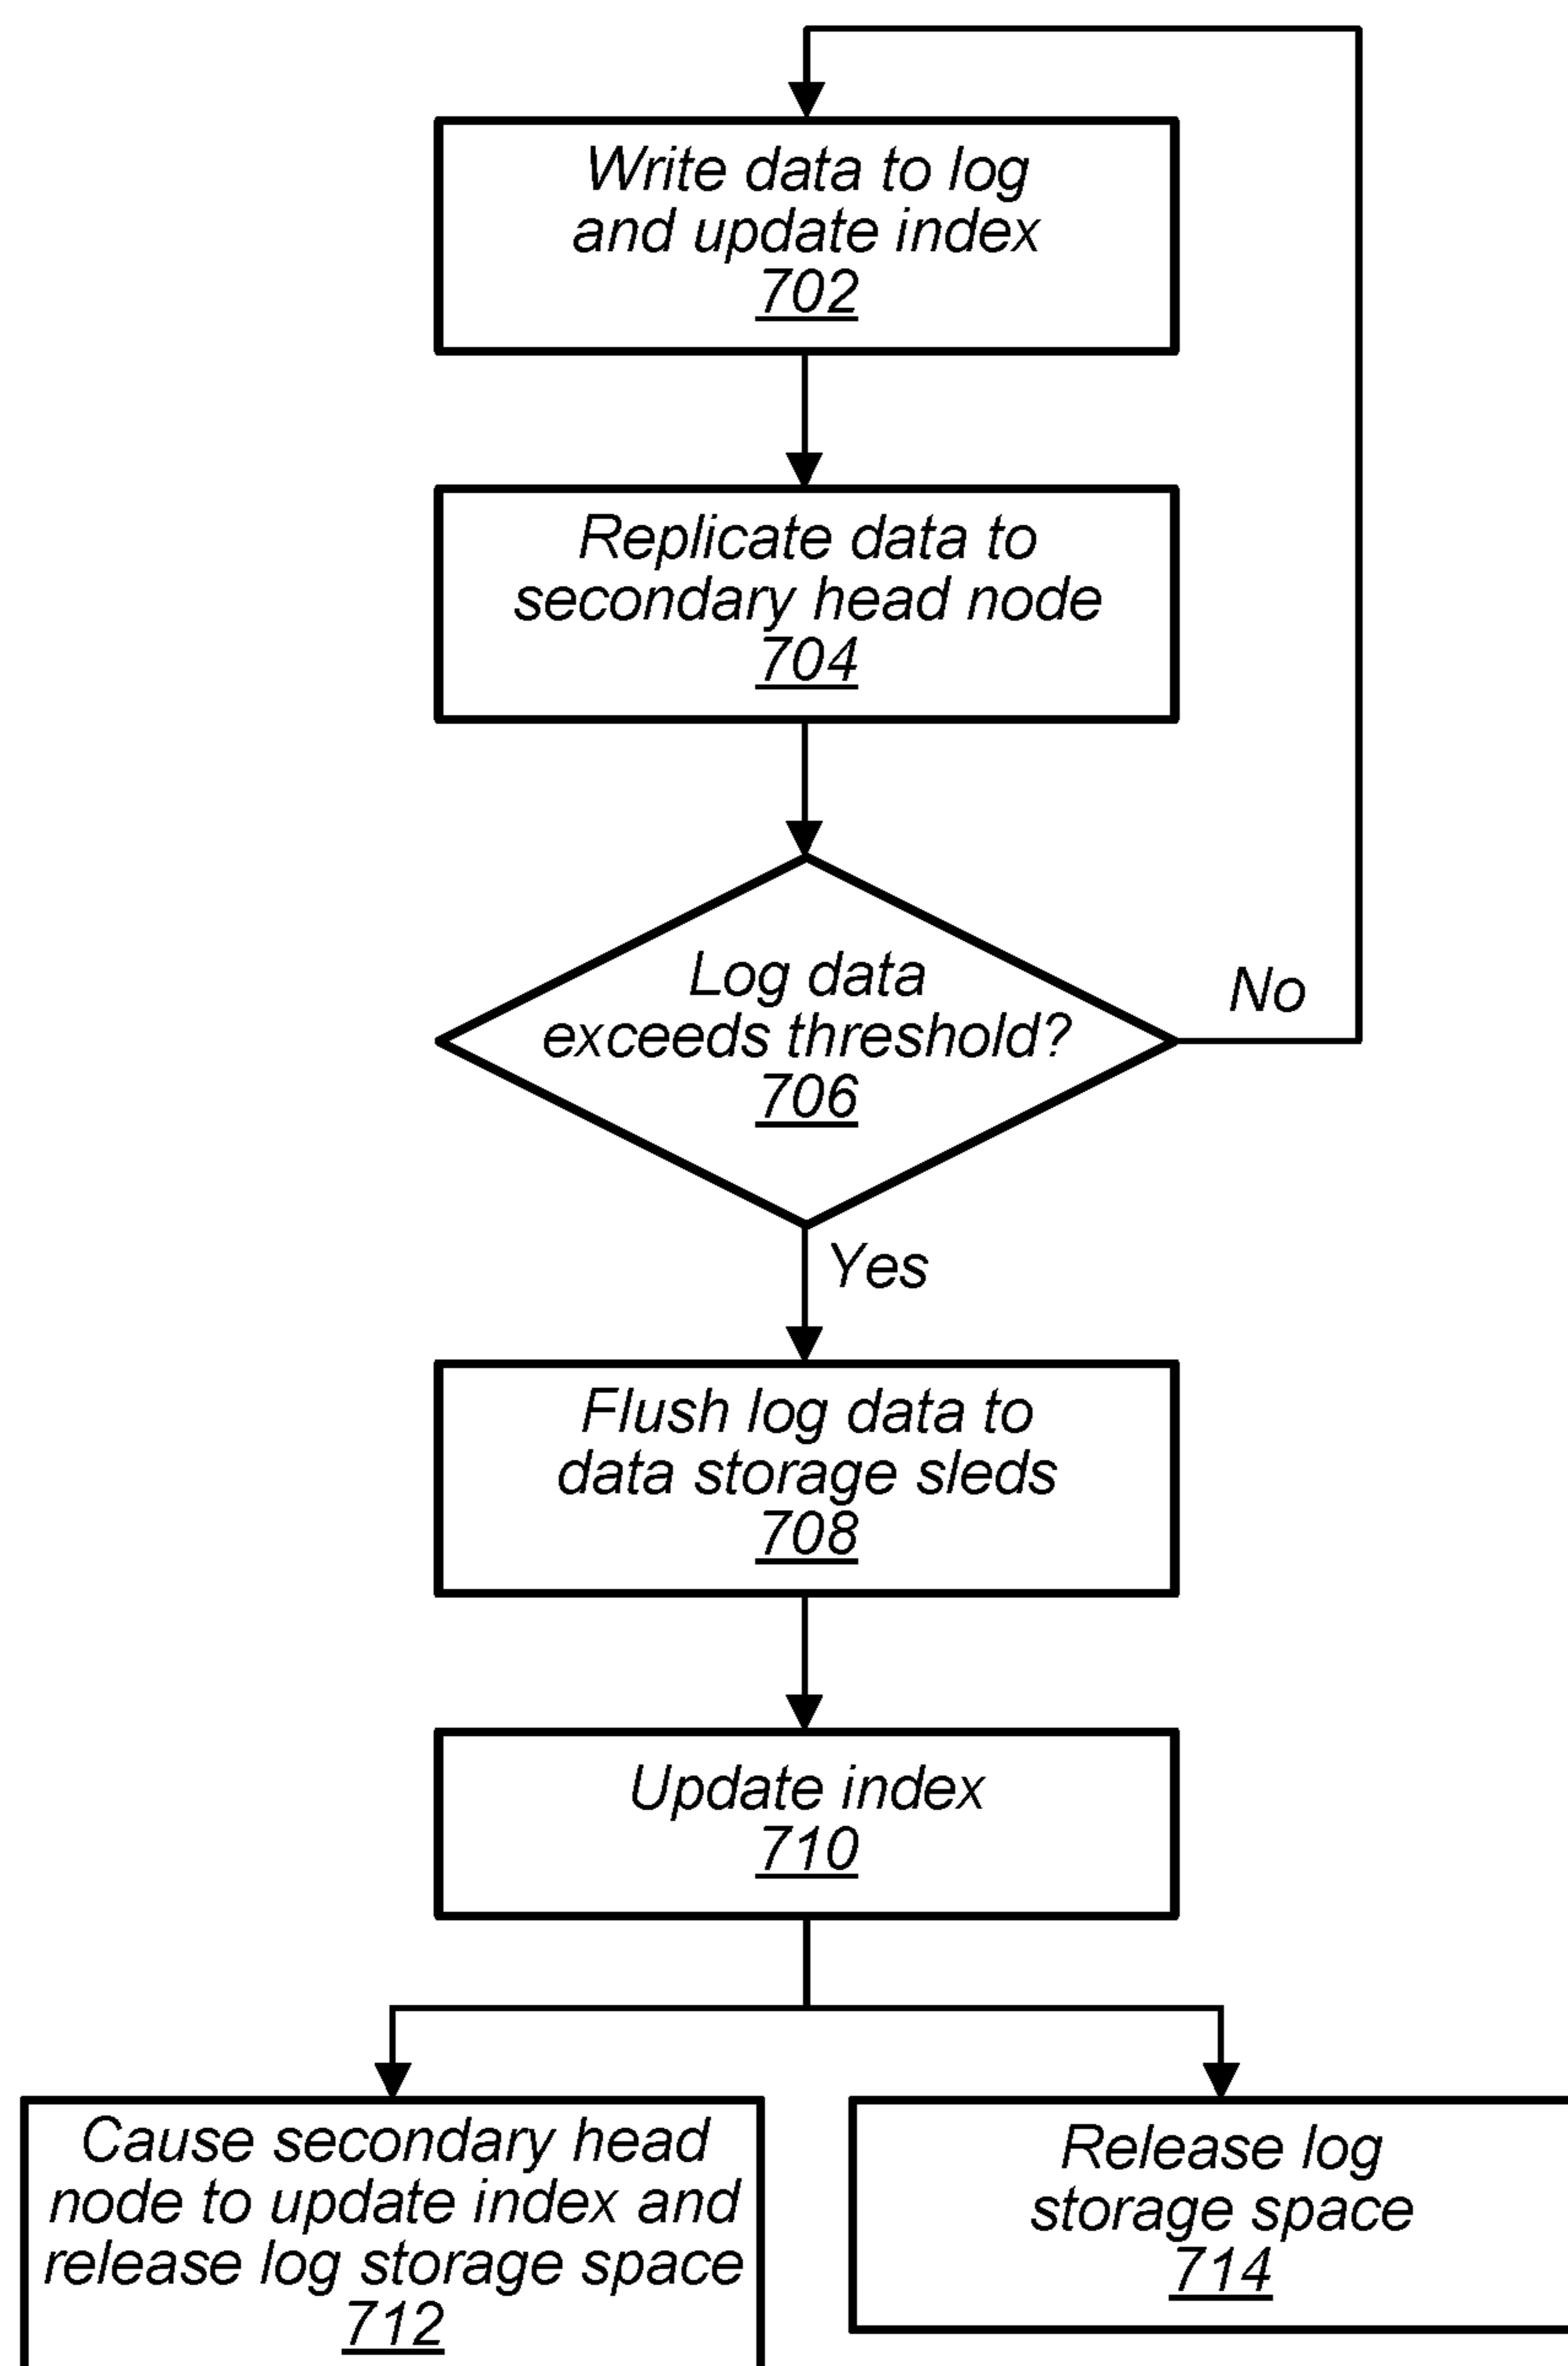 Write data to log
and update index
702
Replicate data to
secondary head node
704
Log data
exceeds threshold?
706
No
Yes
Flush log data to
data storage sleds
708
Update index
710
Cause secondary head
node to update index and
release log storage space
712
Release log
storage space
714